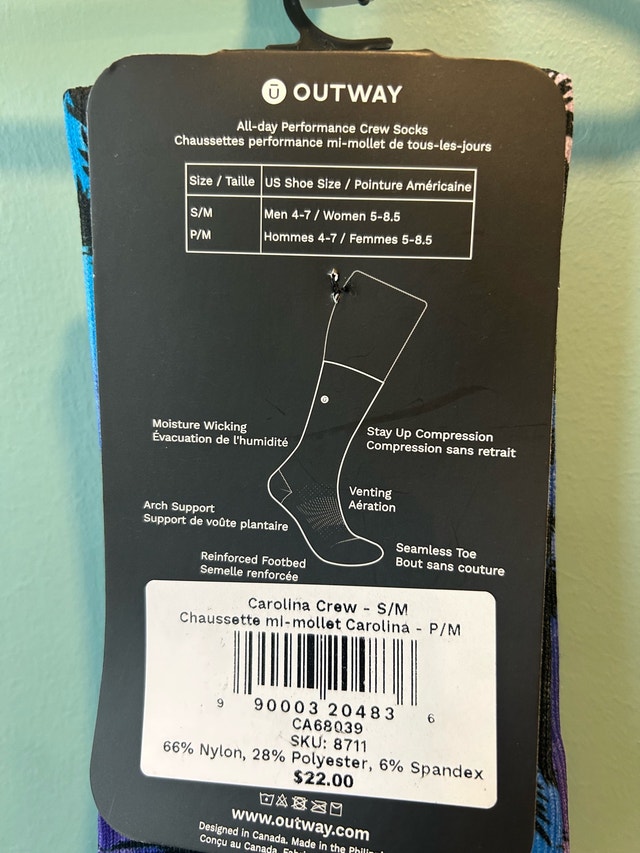 OUTWAY
All-day Performance Crew Socks
Chaussettes performance mi-mollet de tous-les-jours
Size / Taille US Shoe Size / Pointure Américaine
S/M Men 4-7 / Women 5-8.5
P/M Hommes 4-7 / Femmes 5-8.5
Moisture Wicking
Évacuation de l'humidité
Stay Up Compression
Compression sans retrait
Venting
Aération
Arch Support
Support de voûte plantaire
Seamless Toe
Bout sans couture
Reinforced Footbed
Semelle renforcée
Carolina Crew - S/M
Chaussette mi-mollet Carolina - P/M
9 90003 20483 6
CA68039
SKU: 8711
66% Nylon, 28% Polyester, 6% Spandex
$22.00
www.outway.com
Designed in Canada. Made in the
Conçu au Canada.